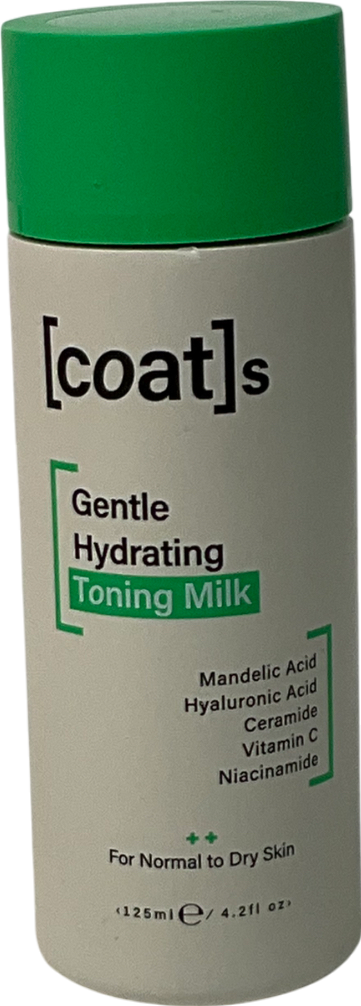 [coat]s
Gentle
Hydrating
Toning Milk
Mandelic Acid
Hyaluronic Acid
Ceramide
Vitamin C
Niacinamide
++
For Normal to Dry Skin
‹125ml℮/ 4.2fl oz›